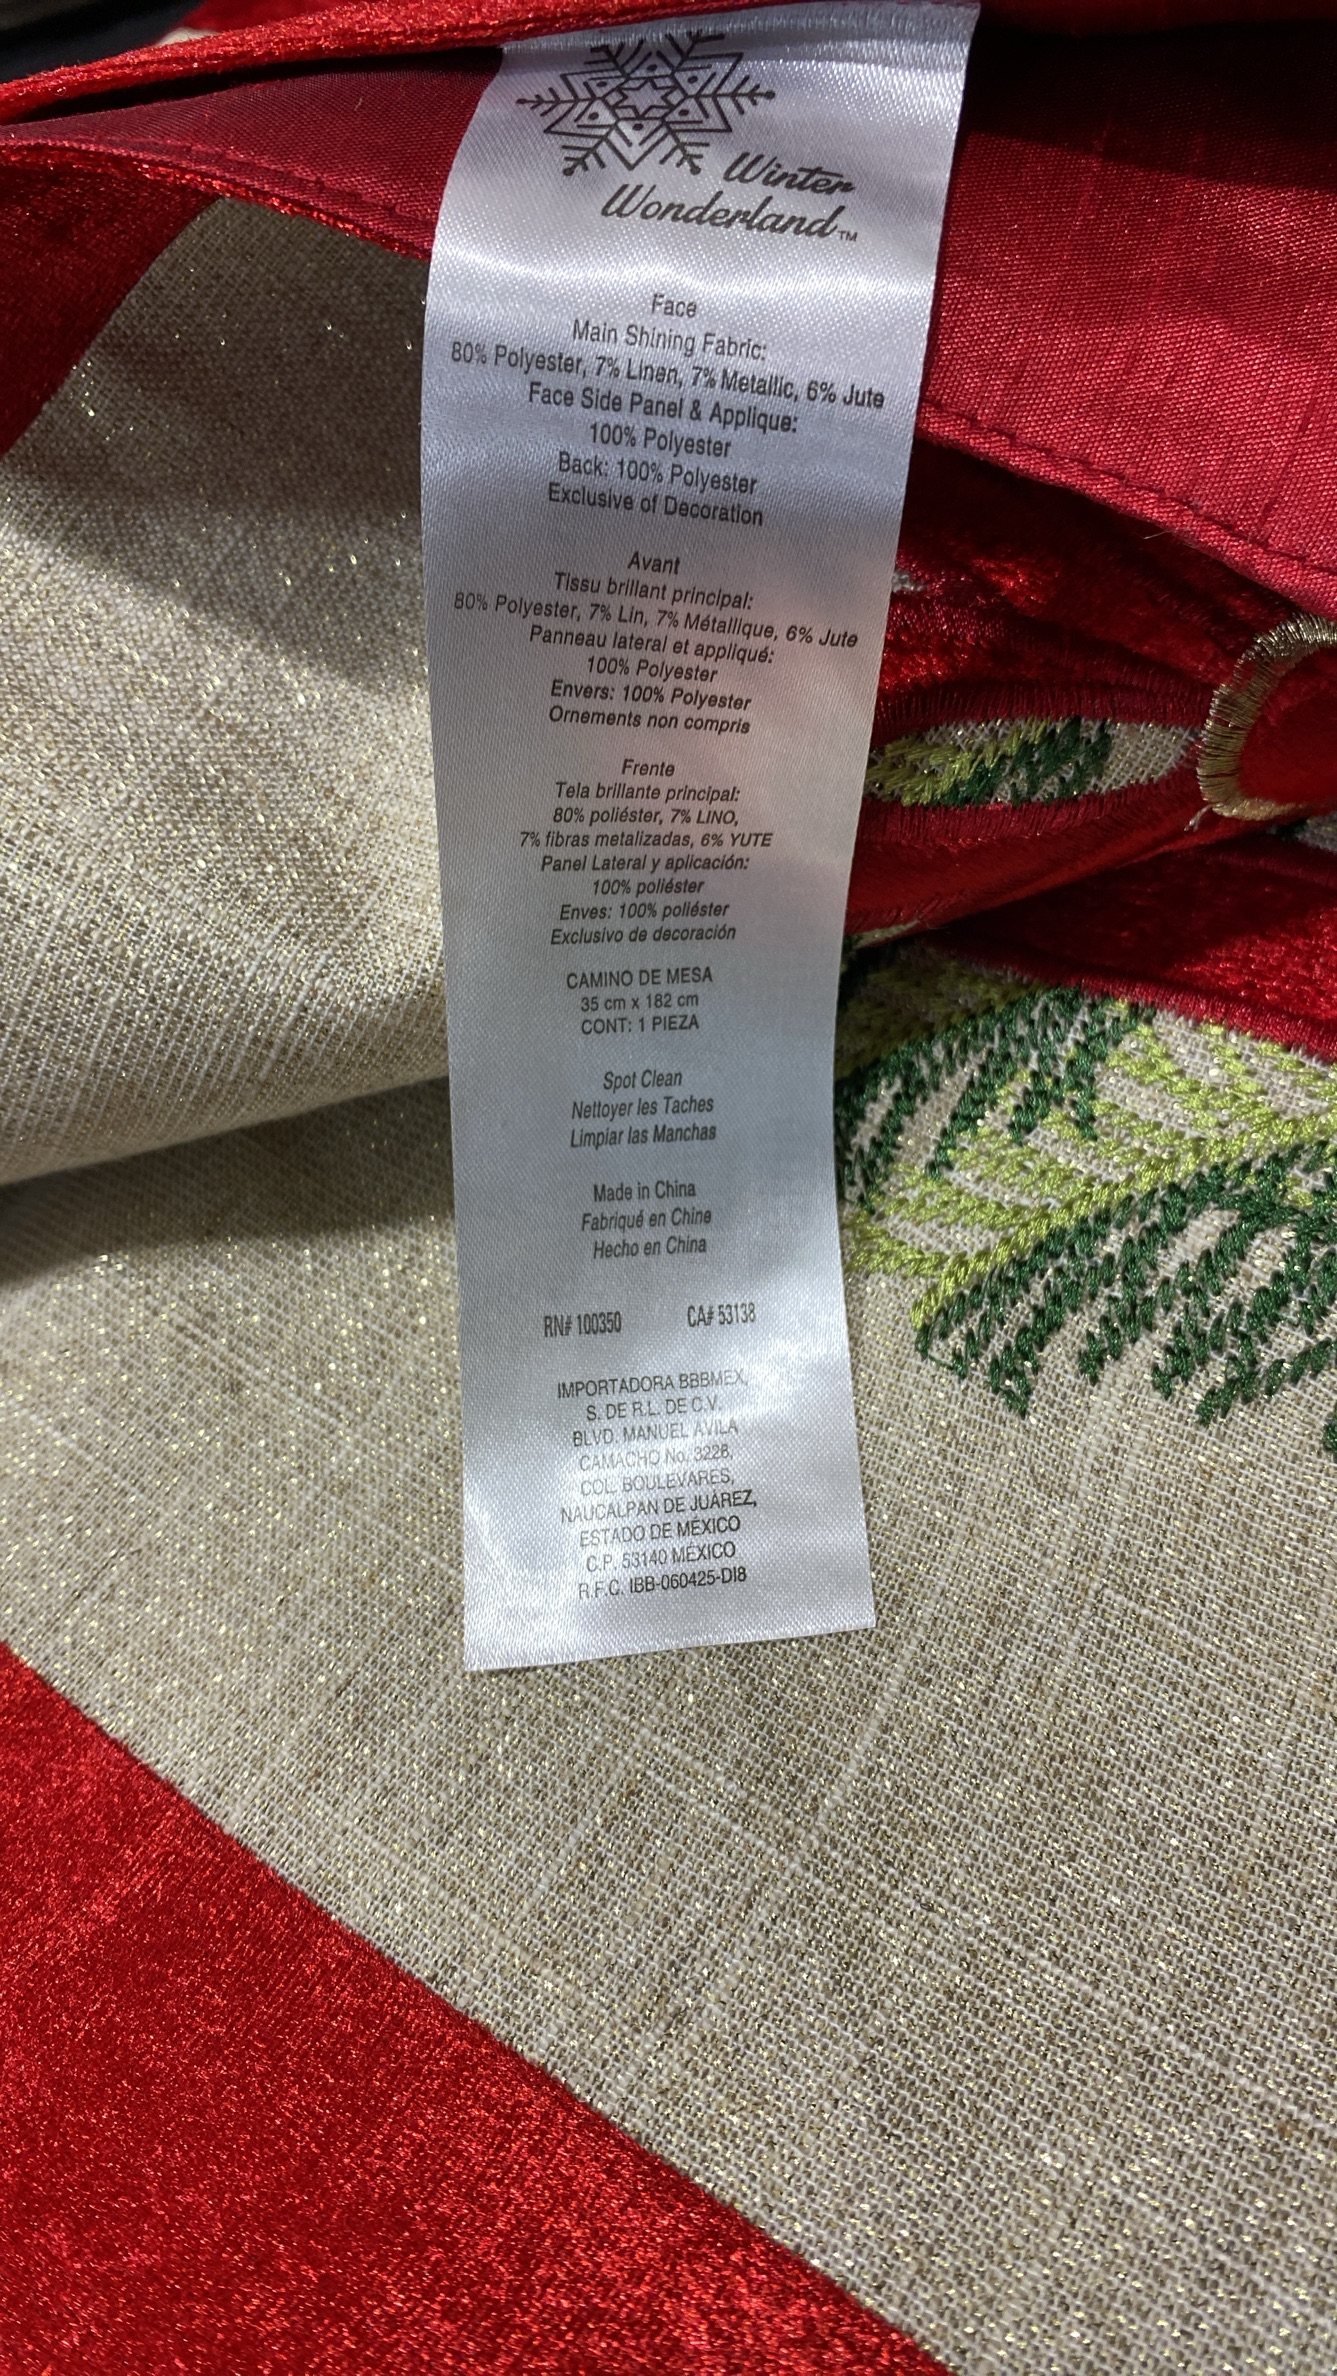 Winter
Wonderland™
Face
Main Shining Fabric:
80% Polyester, 7% Linen, 7% Metallic, 6% Jute
Face Side Panel & Applique:
100% Polyester
Back: 100% Polyester
Exclusive of Decoration
Avant
Tissu brillant principal:
80% Polyester, 7% Lin, 7% Métallique, 6% Jute
Panneau lateral et appliqué:
100% Polyester
Envers: 100% Polyester
Ornements non compris
Frente
Tela brillante principal:
80% poliéster, 7% LINO,
7% fibras metalizadas, 6% YUTE
Panel Lateral y aplicación:
100% poliéster
Enves: 100% poliéster
Exclusivo de decoración
CAMINO DE MESA
35 cm x 182 cm
CONT: 1 PIEZA
Spot Clean
Nettoyer les Taches
Limpiar las Manchas
Made in China
Fabriqué en Chine
Hecho en China
RN# 100350 CA# 53138
IMPORTADORA BBBMEX,
S. DE R.L. DE C.V.
BLVD. MANUEL AVILA
CAMACHO No. 3228,
COL. BOULEVARES,
NAUCALPAN DE JUÁREZ,
ESTADO DE MÉXICO
C.P. 53140 MÉXICO
R.F.C. IBB-060425-DI8